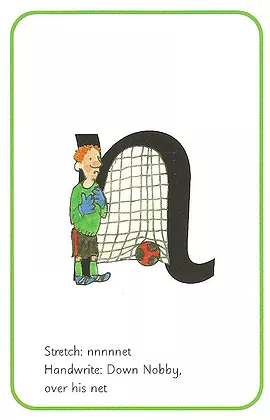 n
Stretch: nnnnnet
Handwrite: Down Nobby,
over his net